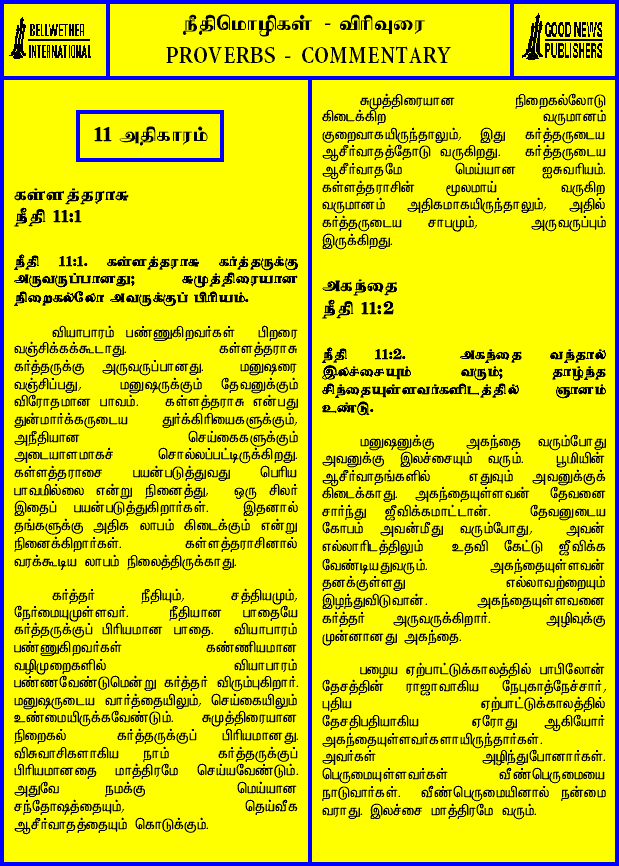 BELLWETHER
INTERNATIONAL
நீதிமொழிகள் - விரிவுரை
PROVERBS - COMMENTARY
GOOD NEWS
PUBLISHERS
11 அதிகாரம்
கள்ளத்தராசு
நீதி 11:1
நீதி 11:1. கள்ளத்தராசு கர்த்தருக்கு
அருவருப்பானது; சுமுத்திரையான
நிறைகல்லோ அவருக்குப் பிரியம்.
வியாபாரம் பண்ணுகிறவர்கள் பிறரை
வஞ்சிக்கக்கூடாது. கள்ளத்தராசு
கர்த்தருக்கு அருவருப்பானது. மனுஷரை
வஞ்சிப்பது, மனுஷருக்கும் தேவனுக்கும்
விரோதமான பாவம். கள்ளத்தராசு என்பது
துன்மார்க்கருடைய துர்க்கிரியைகளுக்கும்,
அநீதியான செய்கைகளுக்கும்
அடையாளமாகச் சொல்லப்பட்டிருக்கிறது.
கள்ளத்தராசை பயன்படுத்துவது பெரிய
பாவமில்லை என்று நினைத்து, ஒரு சிலர்
இதைப் பயன்படுத்துகிறார்கள். இதனால்
தங்களுக்கு அதிக லாபம் கிடைக்கும் என்று
நினைக்கிறார்கள். கள்ளத்தராசினால்
வரக்கூடிய லாபம் நிலைத்திருக்காது.
கர்த்தர் நீதியும், சத்தியமும்,
நேர்மையுமுள்ளவர். நீதியான பாதையே
கர்த்தருக்குப் பிரியமான பாதை. வியாபாரம்
பண்ணுகிறவர்கள் கண்ணியமான
வழிமுறைகளில் வியாபாரம்
பண்ணவேண்டுமென்று கர்த்தர் விரும்புகிறார்.
மனுஷருடைய வார்த்தையிலும், செய்கையிலும்
உண்மையிருக்கவேண்டும். சுமுத்திரையான
நிறைகல் கர்த்தருக்குப் பிரியமானது.
விசுவாசிகளாகிய நாம் கர்த்தருக்குப்
பிரியமானதை மாத்திரமே செய்யவேண்டும்.
அதுவே நமக்கு மெய்யான
சந்தோஷத்தையும், தெய்வீக
ஆசீர்வாதத்தையும் கொடுக்கும்.
சுமுத்திரையான நிறைகல்லோடு
கிடைக்கிற வருமானம்
குறைவாகயிருந்தாலும், இது கர்த்தருடைய
ஆசீர்வாதத்தோடு வருகிறது. கர்த்தருடைய
ஆசீர்வாதமே மெய்யான ஐசுவரியம்.
கள்ளத்தராசின் மூலமாய் வருகிற
வருமானம் அதிகமாகயிருந்தாலும், அதில்
கர்த்தருடைய சாபமும், அருவருப்பும்
இருக்கிறது.
அகந்தை
நீதி 11:2
நீதி 11:2. அகந்தை வந்தால்
இலச்சையும் வரும்; தாழ்ந்த
சிந்தையுள்ளவர்களிடத்தில் ஞானம்
உண்டு.
மனுஷனுக்கு அகந்தை வரும்போது
அவனுக்கு இலச்சையும் வரும். பூமியின்
ஆசீர்வாதங்களில் எதுவும் அவனுக்குக்
கிடைக்காது. அகந்தையுள்ளவன் தேவனை
சார்ந்து ஜீவிக்கமாட்டான். தேவனுடைய
கோபம் அவன்மீது வரும்போது, அவன்
எல்லாரிடத்திலும் உதவி கேட்டு ஜீவிக்க
வேண்டியதுவரும். அகந்தையுள்ளவன்
தனக்குள்ளது எல்லாவற்றையும்
இழந்துவிடுவான். அகந்தையுள்ளவனை
கர்த்தர் அருவருக்கிறார். அழிவுக்கு
முன்னானது அகந்தை.
பழைய ஏற்பாட்டுக்காலத்தில் பாபிலோன்
தேசத்தின் ராஜாவாகிய நேபுகாத்நேச்சார்,
புதிய ஏற்பாட்டுக்காலத்தில்
தேசதிபதியாகிய ஏரோது ஆகியோர்
அகந்தையுள்ளவர்களாயிருந்தார்கள்.
அவர்கள் அழிந்துபோனார்கள்.
பெருமையுள்ளவர்கள் வீண்பெருமையை
நாடுவார்கள். வீண்பெருமையினால் நன்மை
வராது. இலச்சை மாத்திரமே வரும்.